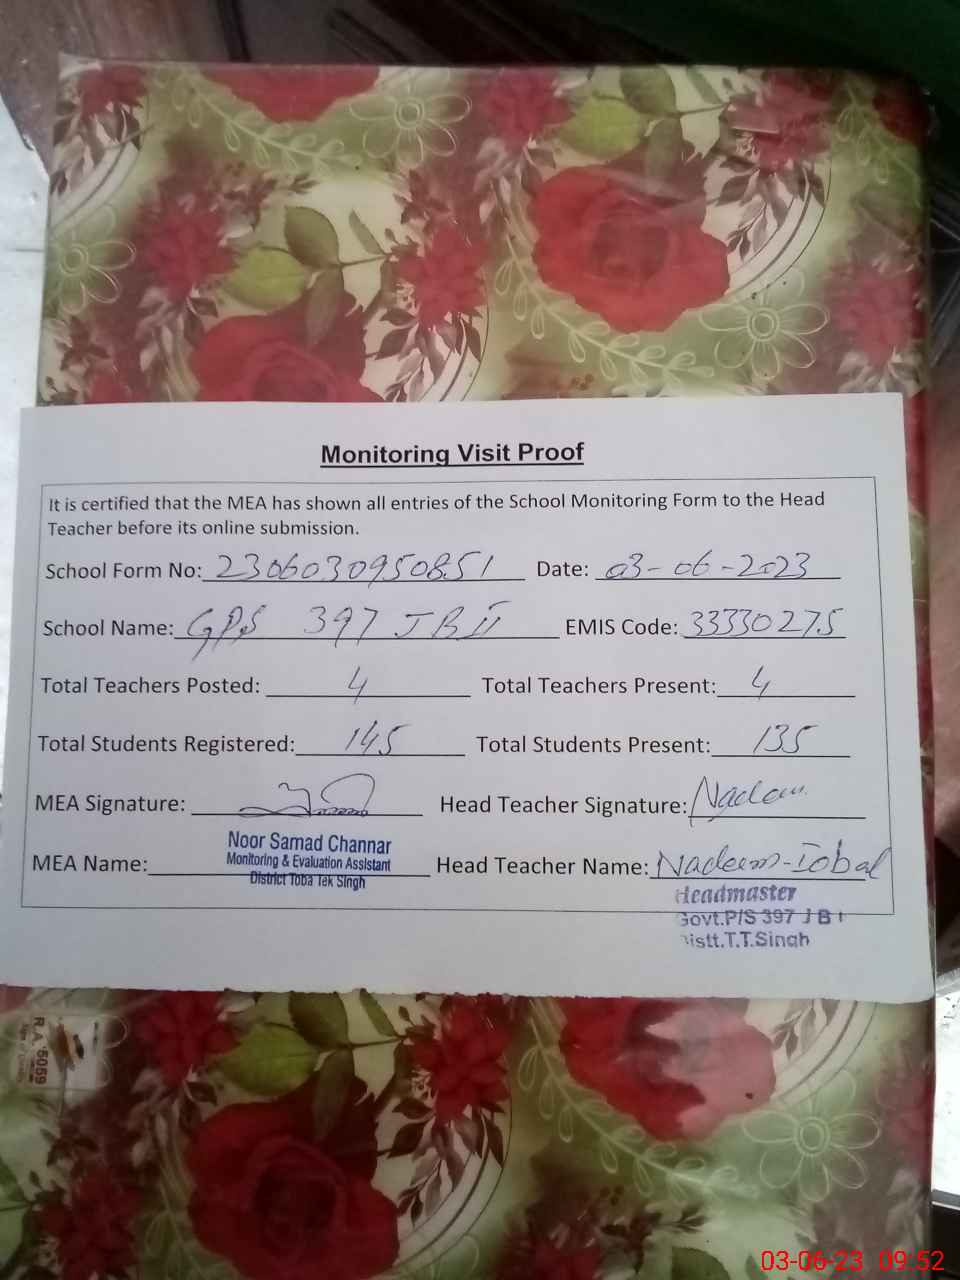 Monitoring Visit Proof
It is certified that the MEA has shown all entries of the School Monitoring Form to the Head
Teacher before its online submission.
School Form No: 2306030950851 Date: 03-06-2023
School Name: GPS 397 JB II EMIS Code: 33330275
Total Teachers Posted: 4 Total Teachers Present: 4
Total Students Registered: 145 Total Students Present: 135
MEA Signature: Head Teacher Signature: Nadeem
MEA Name: Noor Samad Channar Head Teacher Name: Nadeem-Iqbal
Monitoring & Evaluation Assistant
District Toba Tek Singh
Headmaster
Govt.P/S 397 J B I
Distt.T.T.Singh
R.A 5059
03-06-23 09:52